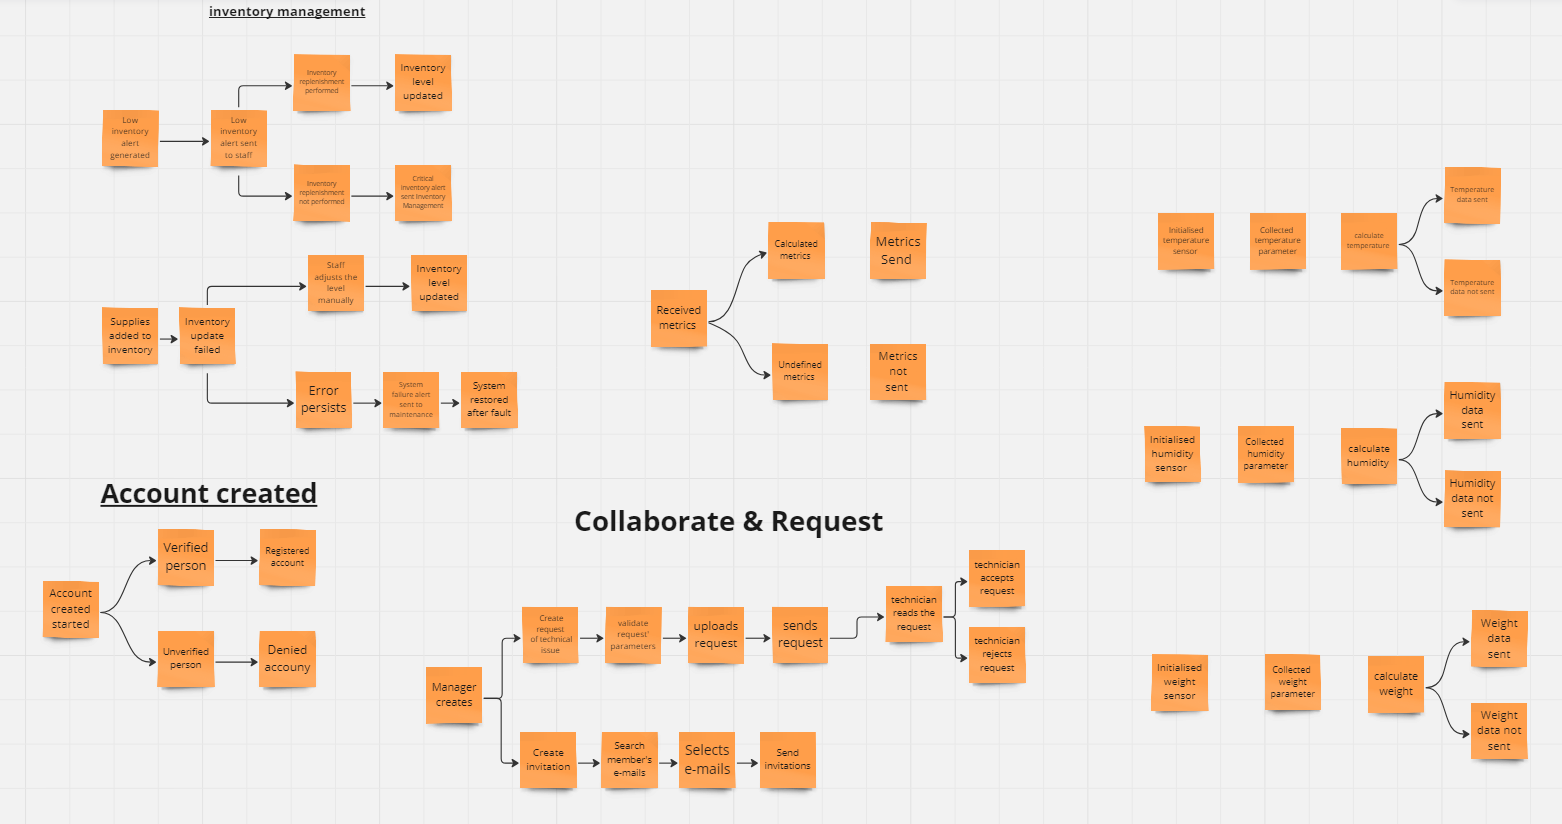 inventory management
Inventory
replenishment
performed
Inventory
level
updated
Low
inventory
alert
generated
Low
inventory
alert sent
to staff
Inventory
replenishment
not performed
Critical
inventory alert
sent Inventory
Management
Staff
adjusts the
level
manually
Inventory
level
updated
Supplies
added to
inventory
Inventory
update
failed
Error
persists
System
failure alert
sent to
maintenance
System
restored
after fault
Received
metrics
Calculated
metrics
Metrics
Send
Undefined
metrics
Metrics
not
sent
Initialised
temperature
sensor
Collected
temperature
parameter
calculate
temperature
Temperature
data sent
Temperature
data not sent
Initialised
humidity
sensor
Collected
humidity
parameter
calculate
humidity
Humidity
data
sent
Humidity
data not
sent
Account created
Account
created
started
Verified
person
Registered
account
Unverified
person
Denied
accouny
Collaborate & Request
Manager
creates
Create
request
of technical
issue
validate
request'
parameters
uploads
request
sends
request
technician
reads the
request
technician
accepts
request
technician
rejects
request
Create
invitation
Search
member's
e-mails
Selects
e-mails
Send
invitations
Initialised
weight
sensor
Collected
weight
parameter
calculate
weight
Weight
data
sent
Weight
data not
sent